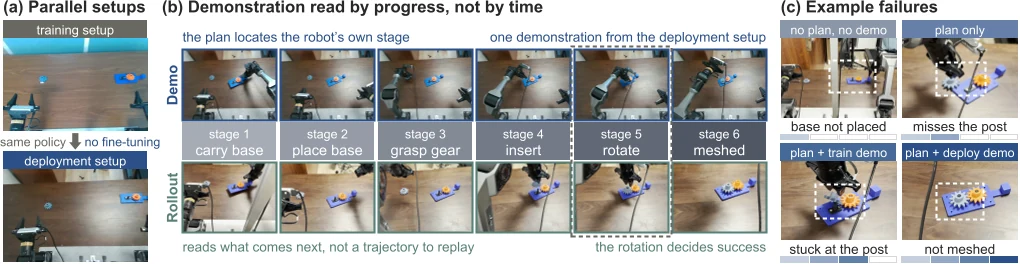 (a) Parallel setups
training setup
same policy no fine-tuning
deployment setup
(b) Demonstration read by progress, not by time
the plan locates the robot's own stage
one demonstration from the deployment setup
Demo
stage 1
carry base
stage 2
place base
stage 3
grasp gear
stage 4
insert
stage 5
rotate
stage 6
meshed
Rollout
reads what comes next, not a trajectory to replay
the rotation decides success
(c) Example failures
no plan, no demo
base not placed
plan only
misses the post
plan + train demo
stuck at the post
plan + deploy demo
not meshed